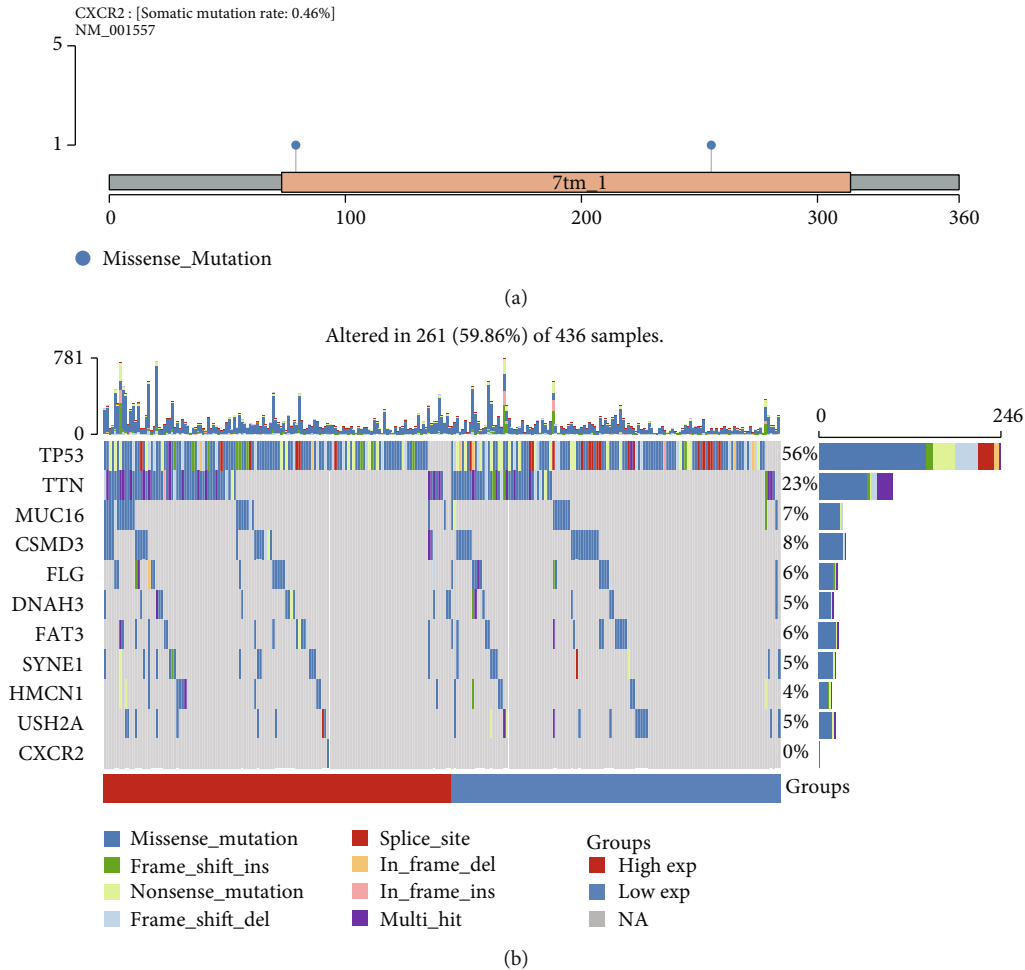 CXCR2 : [Somatic mutation rate: 0.46%]
NM_001557
5
1
7tm_1
0 100 200 300 360
Missense_Mutation
(a)
Altered in 261 (59.86%) of 436 samples.
781
0
0 246
TP53 56%
TTN 23%
MUC16 7%
CSMD3 8%
FLG 6%
DNAH3 5%
FAT3 6%
SYNE1 5%
HMCN1 4%
USH2A 5%
CXCR2 0%
Groups
Missense_mutation Splice_site Groups
Frame_shift_ins In_frame_del High exp
Nonsense_mutation In_frame_ins Low exp
Frame_shift_del Multi_hit NA
(b)